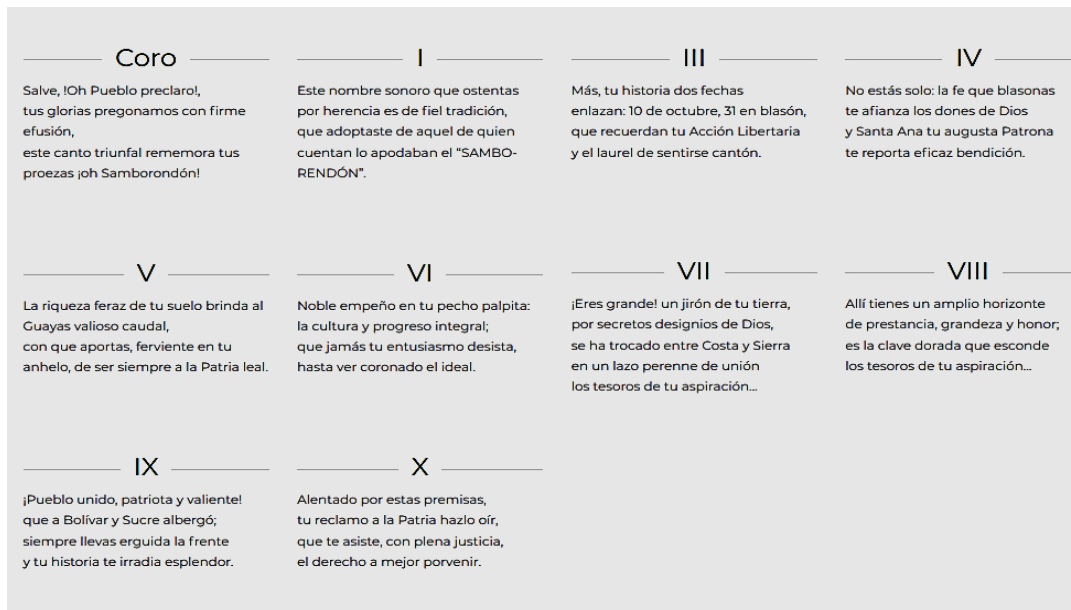 Coro
Salve, !Oh Pueblo preclaro!,
tus glorias pregonamos con firme
efusión,
este canto triunfal rememora tus
proezas ¡oh Samborondón!
I
Este nombre sonoro que ostentas
por herencia es de fiel tradición,
que adoptaste de aquel de quien
cuentan lo apodaban el “SAMBO-
RENDÓN”.
III
Más, tu historia dos fechas
enlazan: 10 de octubre, 31 en blasón,
que recuerdan tu Acción Libertaria
y el laurel de sentirse cantón.
IV
No estás solo: la fe que blasonas
te afianza los dones de Dios
y Santa Ana tu augusta Patrona
te reporta eficaz bendición.
V
La riqueza feraz de tu suelo brinda al
Guayas valioso caudal,
con que aportas, ferviente en tu
anhelo, de ser siempre a la Patria leal.
VI
Noble empeño en tu pecho palpita:
la cultura y progreso integral;
que jamás tu entusiasmo desista,
hasta ver coronado el ideal.
VII
¡Eres grande! un jirón de tu tierra,
por secretos designios de Dios,
se ha trocado entre Costa y Sierra
en un lazo perenne de unión
los tesoros de tu aspiración...
VIII
Allí tienes un amplio horizonte
de prestancia, grandeza y honor;
es la clave dorada que esconde
los tesoros de tu aspiración...
IX
¡Pueblo unido, patriota y valiente!
que a Bolívar y Sucre albergó;
siempre llevas erguida la frente
y tu historia te irradia esplendor.
X
Alentado por estas premisas,
tu reclamo a la Patria hazlo oír,
que te asiste, con plena justicia,
el derecho a mejor porvenir.